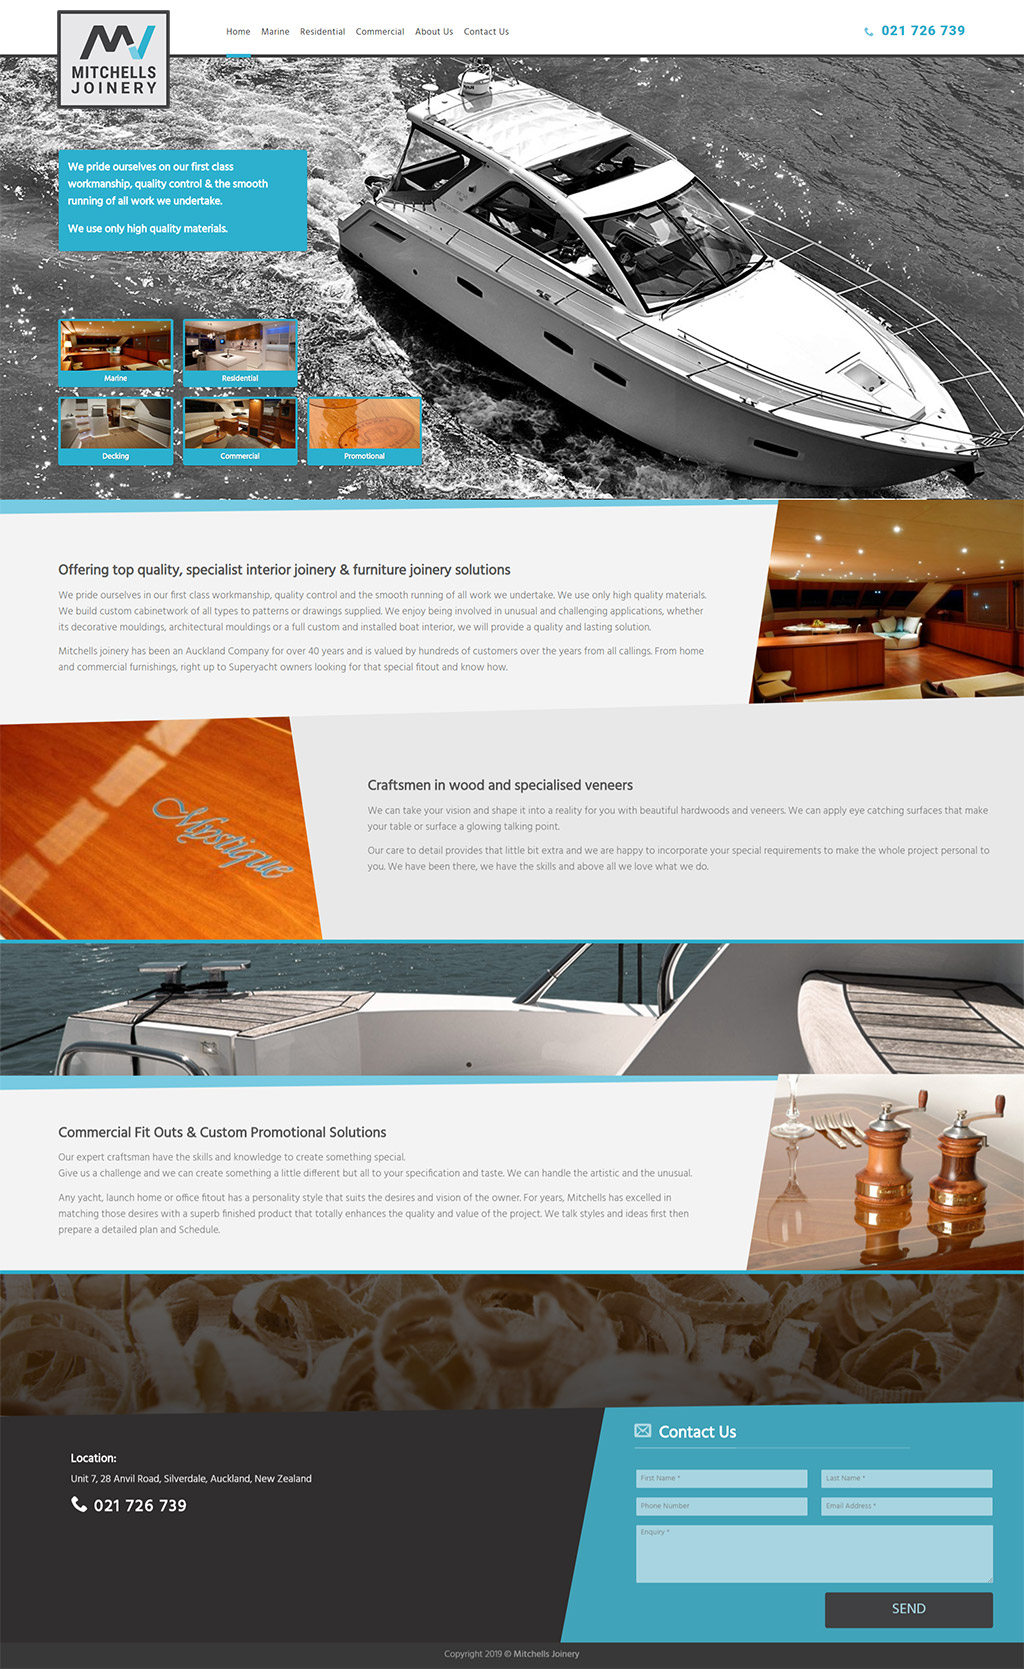 MITCHELLS
JOINERY
Home Marine Residential Commercial About Us Contact Us
021 726 739
We pride ourselves on our first class
workmanship, quality control & the smooth
running of all work we undertake.
We use only high quality materials.
Marine
Residential
Decking
Commercial
Promotional
Offering top quality, specialist interior joinery & furniture joinery solutions
We pride ourselves in our first class workmanship, quality control and the smooth running of all work we undertake. We use only high quality materials.
We build custom cabinetwork of all types to patterns or drawings supplied. We enjoy being involved in unusual and challenging applications, whether
its decorative mouldings, architectural mouldings or a full custom and installed boat interior, we will provide a quality and lasting solution.
Mitchells joinery has been an Auckland Company for over 40 years and is valued by hundreds of customers over the years from all callings. From home
and commercial furnishings, right up to Superyacht owners looking for that special fitout and know how.
Mystique
Craftsmen in wood and specialised veneers
We can take your vision and shape it into a reality for you with beautiful hardwoods and veneers. We can apply eye catching surfaces that make
your table or surface a glowing talking point.
Our care to detail provides that little bit extra and we are happy to incorporate your special requirements to make the whole project personal to
you. We have been there, we have the skills and above all we love what we do.
Commercial Fit Outs & Custom Promotional Solutions
Our expert craftsman have the skills and knowledge to create something special.
Give us a challenge and we can create something a little different but all to your specification and taste. We can handle the artistic and the unusual.
Any yacht, launch home or office fitout has a personality style that suits the desires and vision of the owner. For years, Mitchells has excelled in
matching those desires with a superb finished product that totally enhances the quality and value of the project. We talk styles and ideas first then
prepare a detailed plan and Schedule.
Location:
Unit 7, 28 Anvil Road, Silverdale, Auckland, New Zealand
021 726 739
Contact Us
First Name *
Last Name *
Phone Number
Email Address *
Enquiry *
SEND
Copyright 2019 © Mitchells Joinery